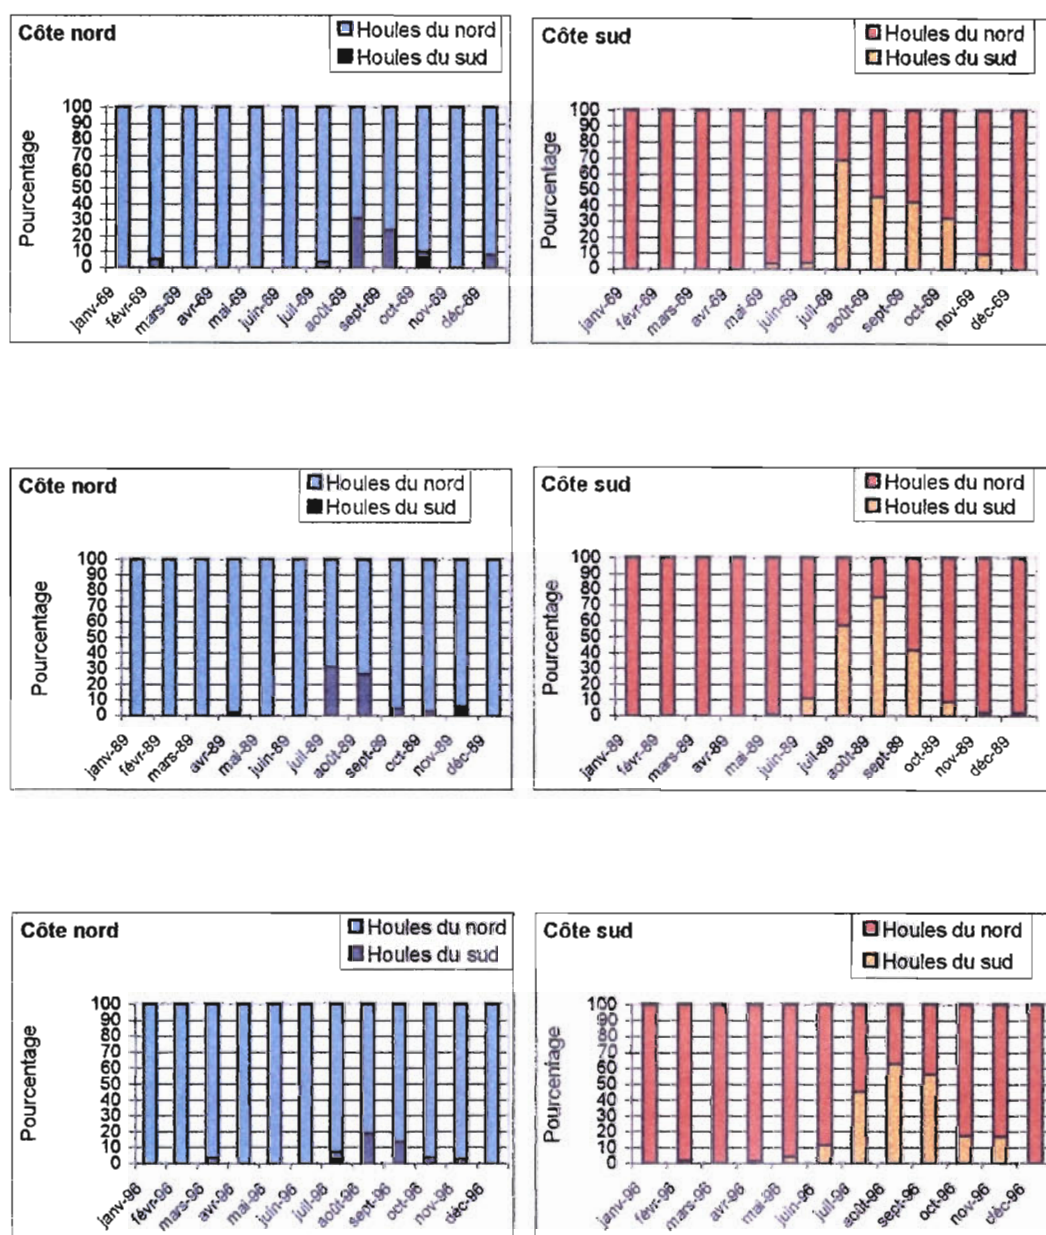 Côte nord
Houles du nord
Houles du sud
Pourcentage
100
90
80
70
60
50
40
30
20
10
0
janv-69
févr-69
mars-69
avr-69
mai-69
juin-69
juil-69
août-69
sept-69
oct-69
nov-69
déc-69
Côte sud
Houles du nord
Houles du sud
Pourcentage
100
90
80
70
60
50
40
30
20
10
0
janv-69
févr-69
mars-69
avr-69
mai-69
juin-69
juil-69
août-69
sept-69
oct-69
nov-69
déc-69
Côte nord
Houles du nord
Houles du sud
Pourcentage
100
90
80
70
60
50
40
30
20
10
0
janv-89
févr-89
mars-89
avr-89
mai-89
juin-89
juil-89
août-89
sept-89
oct-89
nov-89
déc-89
Côte sud
Houles du nord
Houles du sud
Pourcentage
100
90
80
70
60
50
40
30
20
10
0
janv-89
févr-89
mars-89
avr-89
mai-89
juin-89
juil-89
août-89
sept-89
oct-89
nov-89
déc-89
Côte nord
Houles du nord
Houles du sud
Pourcentage
100
90
80
70
60
50
40
30
20
10
0
janv-96
févr-96
mars-96
avr-96
mai-96
juin-96
juil-96
août-96
sept-96
oct-96
nov-96
déc-96
Côte sud
Houles du nord
Houles du sud
Pourcentage
100
90
80
70
60
50
40
30
20
10
0
janv-96
févr-96
mars-96
avr-96
mai-96
juin-96
juil-96
août-96
sept-96
oct-96
nov-96
déc-96